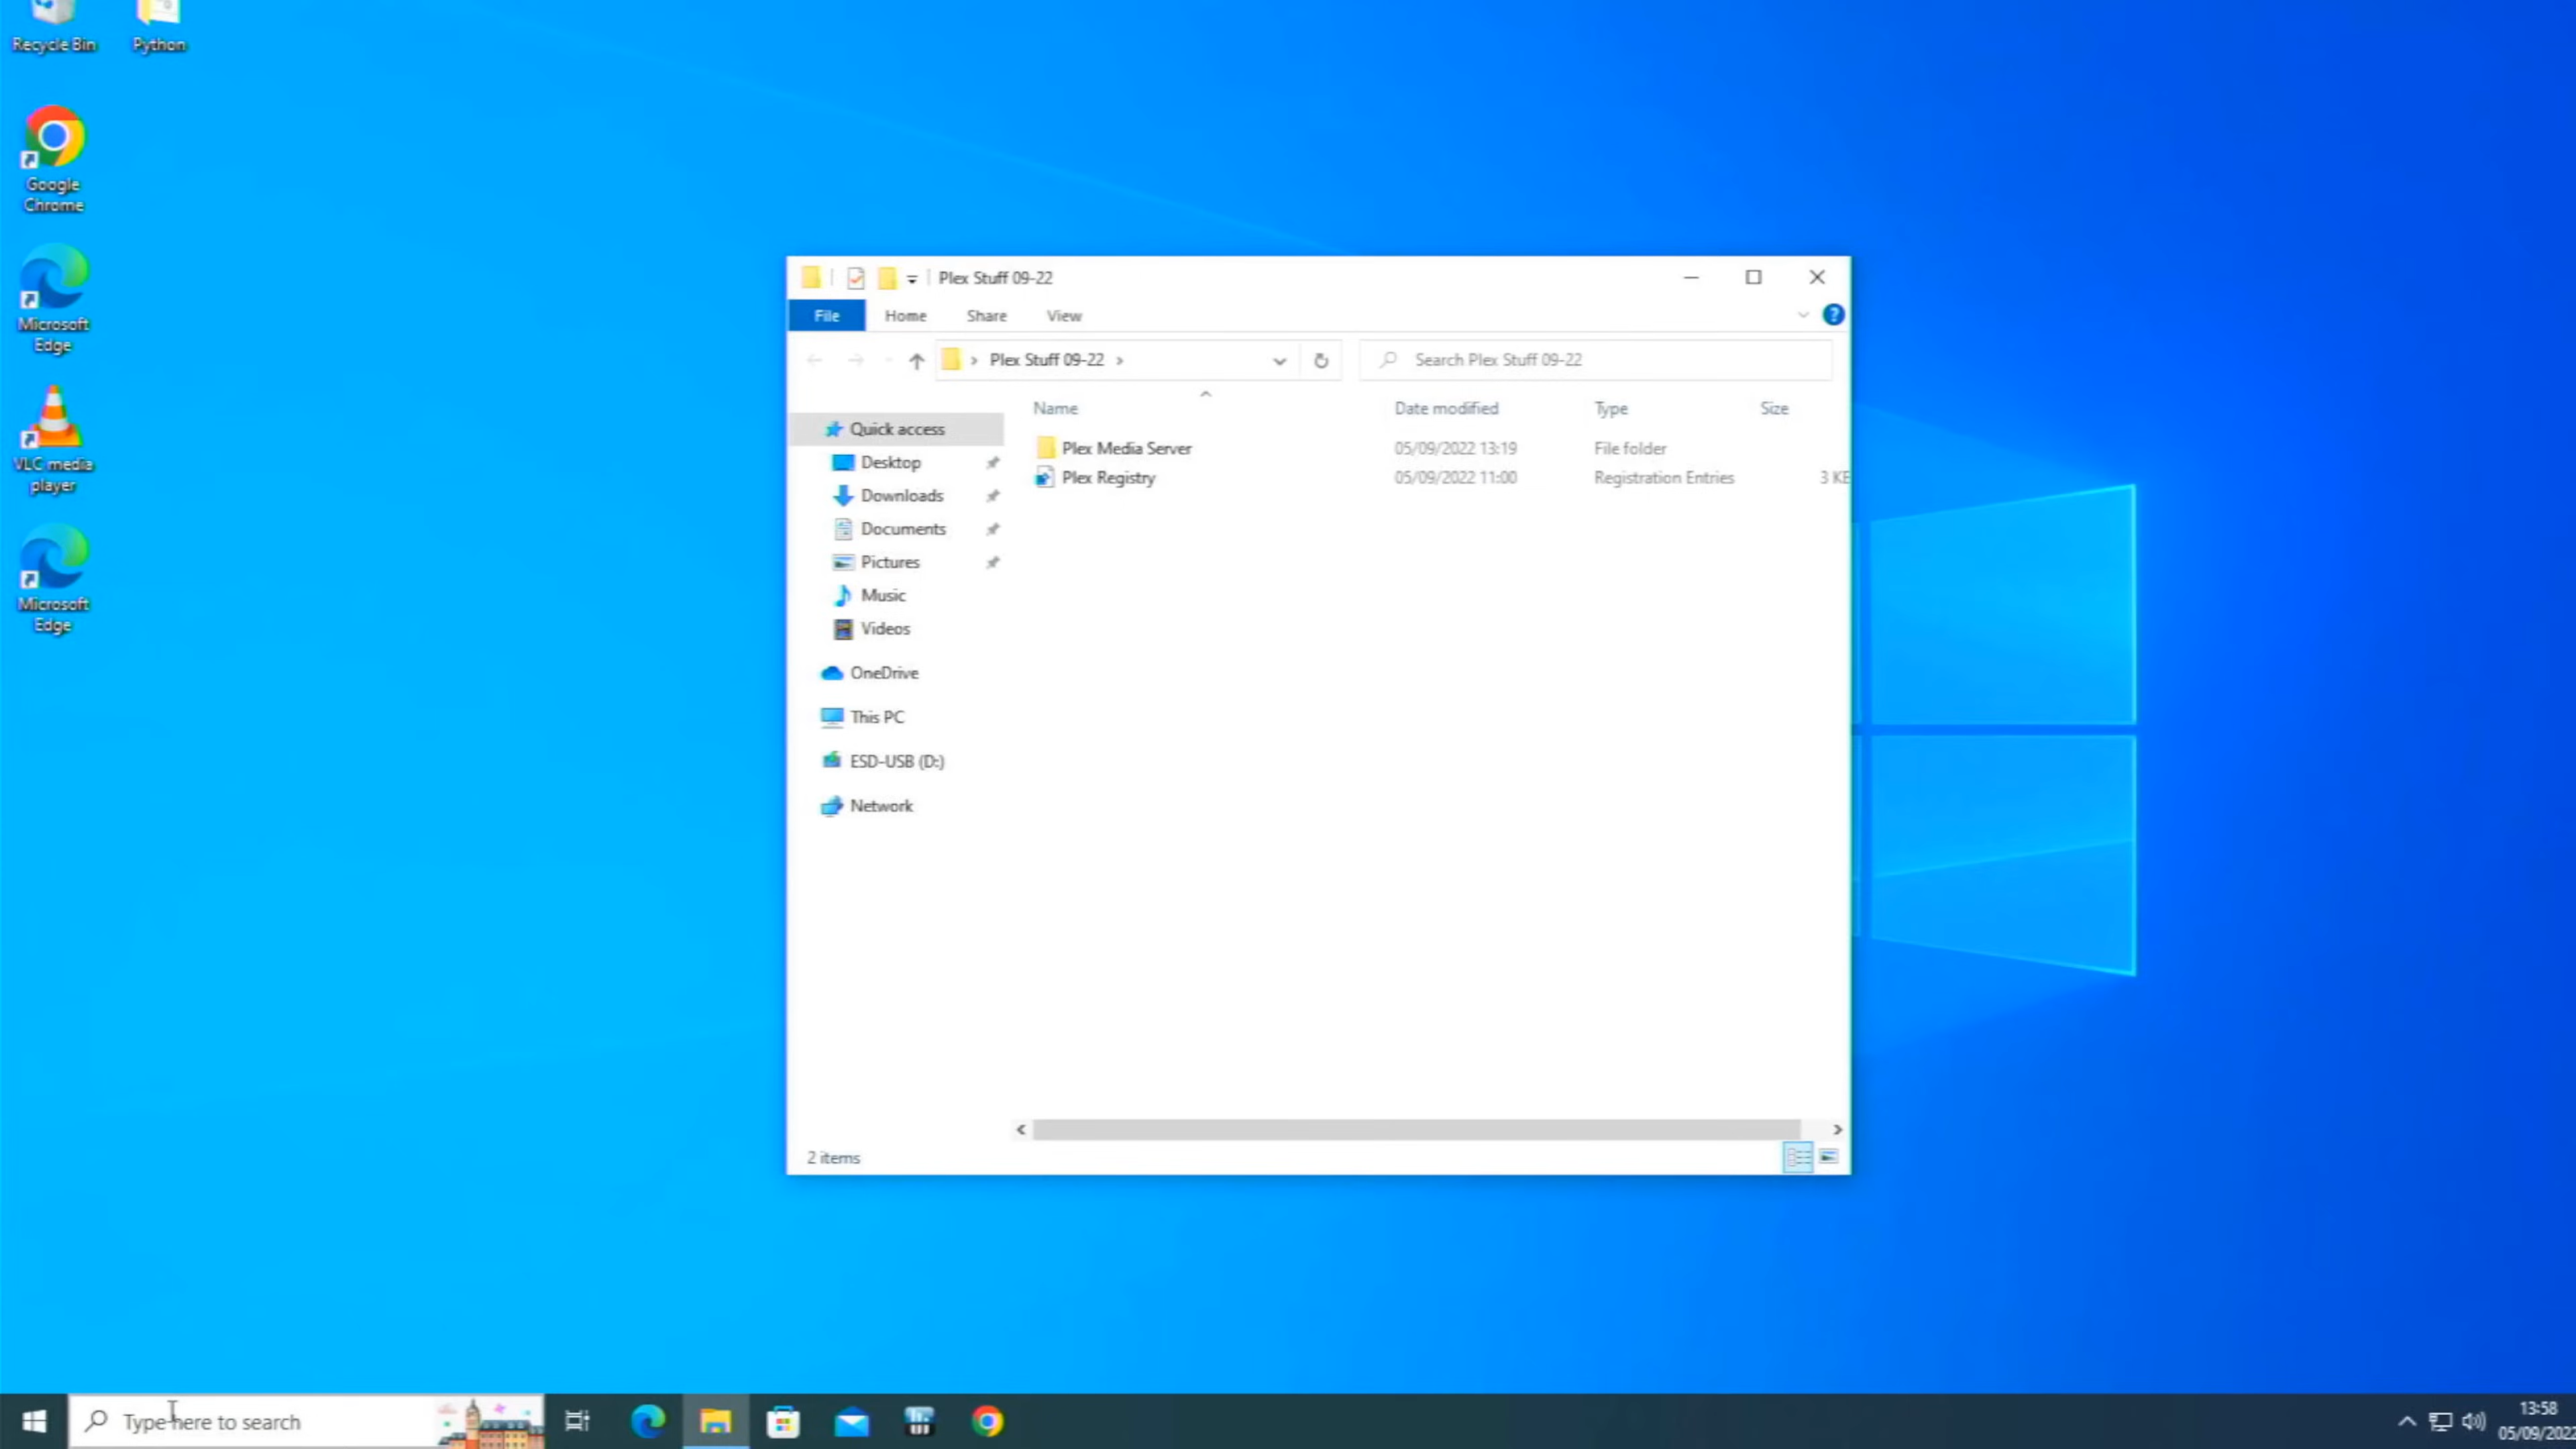 Recycle Bin
Python
Google
Chrome
Microsoft
Edge
VLC media
player
Microsoft
Edge
Plex Stuff 09-22
File Home Share View
Plex Stuff 09-22
Search Plex Stuff 09-22
Name Date modified Type Size
Quick access
Desktop
Downloads
Documents
Pictures
Music
Videos
OneDrive
This PC
ESD-USB (D:)
Network
Plex Media Server 05/09/2022 13:19 File folder
Plex Registry 05/09/2022 11:00 Registration Entries 3 KB
2 items
Type here to search
13:58
05/09/2022